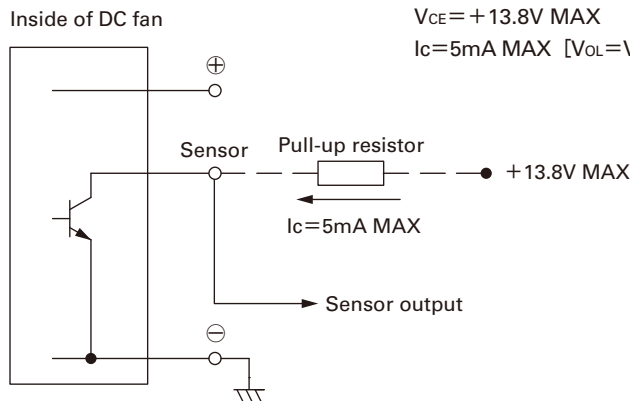 Inside of DC fan
VCE=+13.8V MAX
Ic=5mA MAX [VOL=V
⊕
Sensor
Pull-up resistor
+13.8V MAX
Ic=5mA MAX
Sensor output
⊖